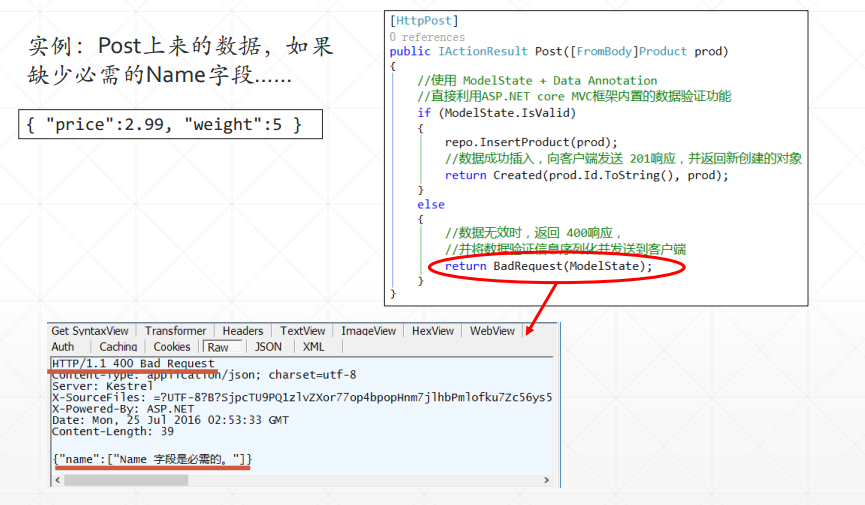 实例：Post上来的数据，如果
缺少必需的Name字段……
{ "price":2.99, "weight":5 }
[HttpPost]
0 references
public IActionResult Post([FromBody]Product prod)
{
//使用 ModelState + Data Annotation
//直接利用ASP.NET core MVC框架内置的数据验证功能
if (ModelState.IsValid)
{
repo.InsertProduct(prod);
//数据成功插入，向客户端发送 201响应，并返回新创建的对象
return Created(prod.Id.ToString(), prod);
}
else
{
//数据无效时，返回 400响应，
//并将数据验证信息序列化并发送到客户端
return BadRequest(ModelState);
}
}
Get SyntaxView Transformer Headers TextView ImageView HexView WebView
Auth Caching Cookies Raw JSON XML
HTTP/1.1 400 Bad Request
Content-Type: application/json; charset=utf-8
Server: Kestrel
X-SourceFiles: =?UTF-8?B?SjpcTU9PQ1zlvZXor77op4bpopHnm7jlhbPmlofku7Zc56ys5
X-Powered-By: ASP.NET
Date: Mon, 25 Jul 2016 02:53:33 GMT
Content-Length: 39
{"name":["Name 字段是必需的。"]}